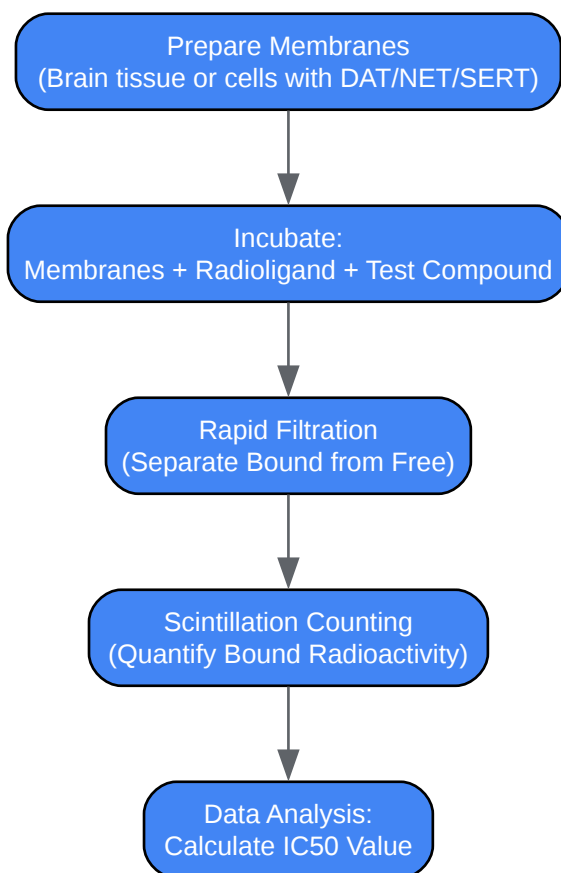 Prepare Membranes
(Brain tissue or cells with DAT/NET/SERT)
Incubate:
Membranes + Radioligand + Test Compound
Rapid Filtration
(Separate Bound from Free)
Scintillation Counting
(Quantify Bound Radioactivity)
Data Analysis:
Calculate IC50 Value